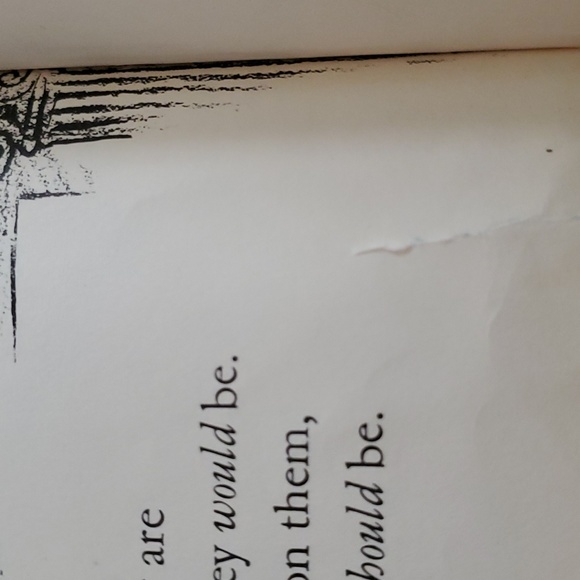 are
ey would be.
on them,
hould be.